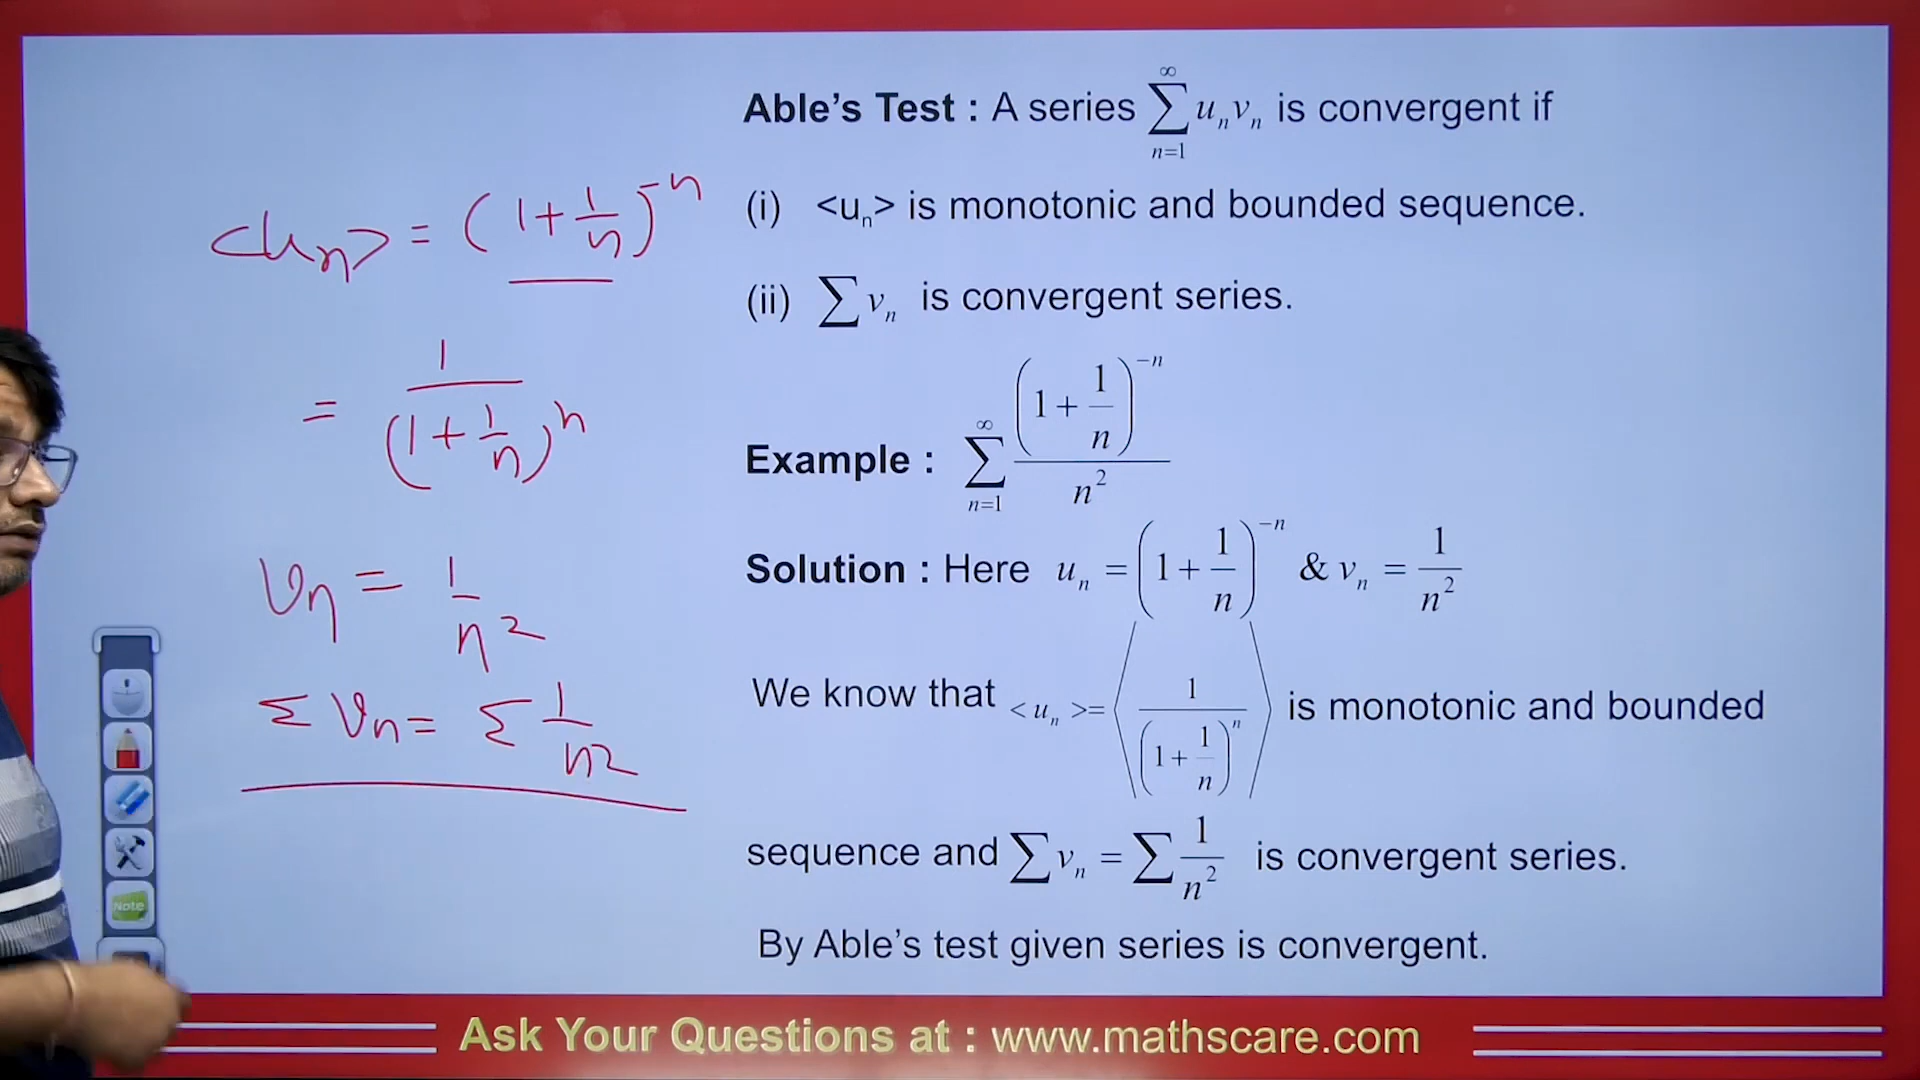 Able’s Test : A series ∑_{n=1}^{∞} u_n v_n is convergent if
(i) <u_n> is monotonic and bounded sequence.
(ii) ∑ v_n is convergent series.
Example : ∑_{n=1}^{∞} (1 + 1/n)^{-n} / n^2
Solution : Here u_n = (1 + 1/n)^{-n} & v_n = 1/n^2
We know that < u_n >= ⟨ 1/(1 + 1/n)^n ⟩ is monotonic and bounded
sequence and ∑ v_n = ∑ 1/n^2 is convergent series.
By Able’s test given series is convergent.
<u_n> = (1 + 1/n)^{-n}
= 1/(1 + 1/n)^n
v_n = 1/n^2
Σ v_n = Σ 1/n^2
Note
Ask Your Questions at : www.mathscare.com